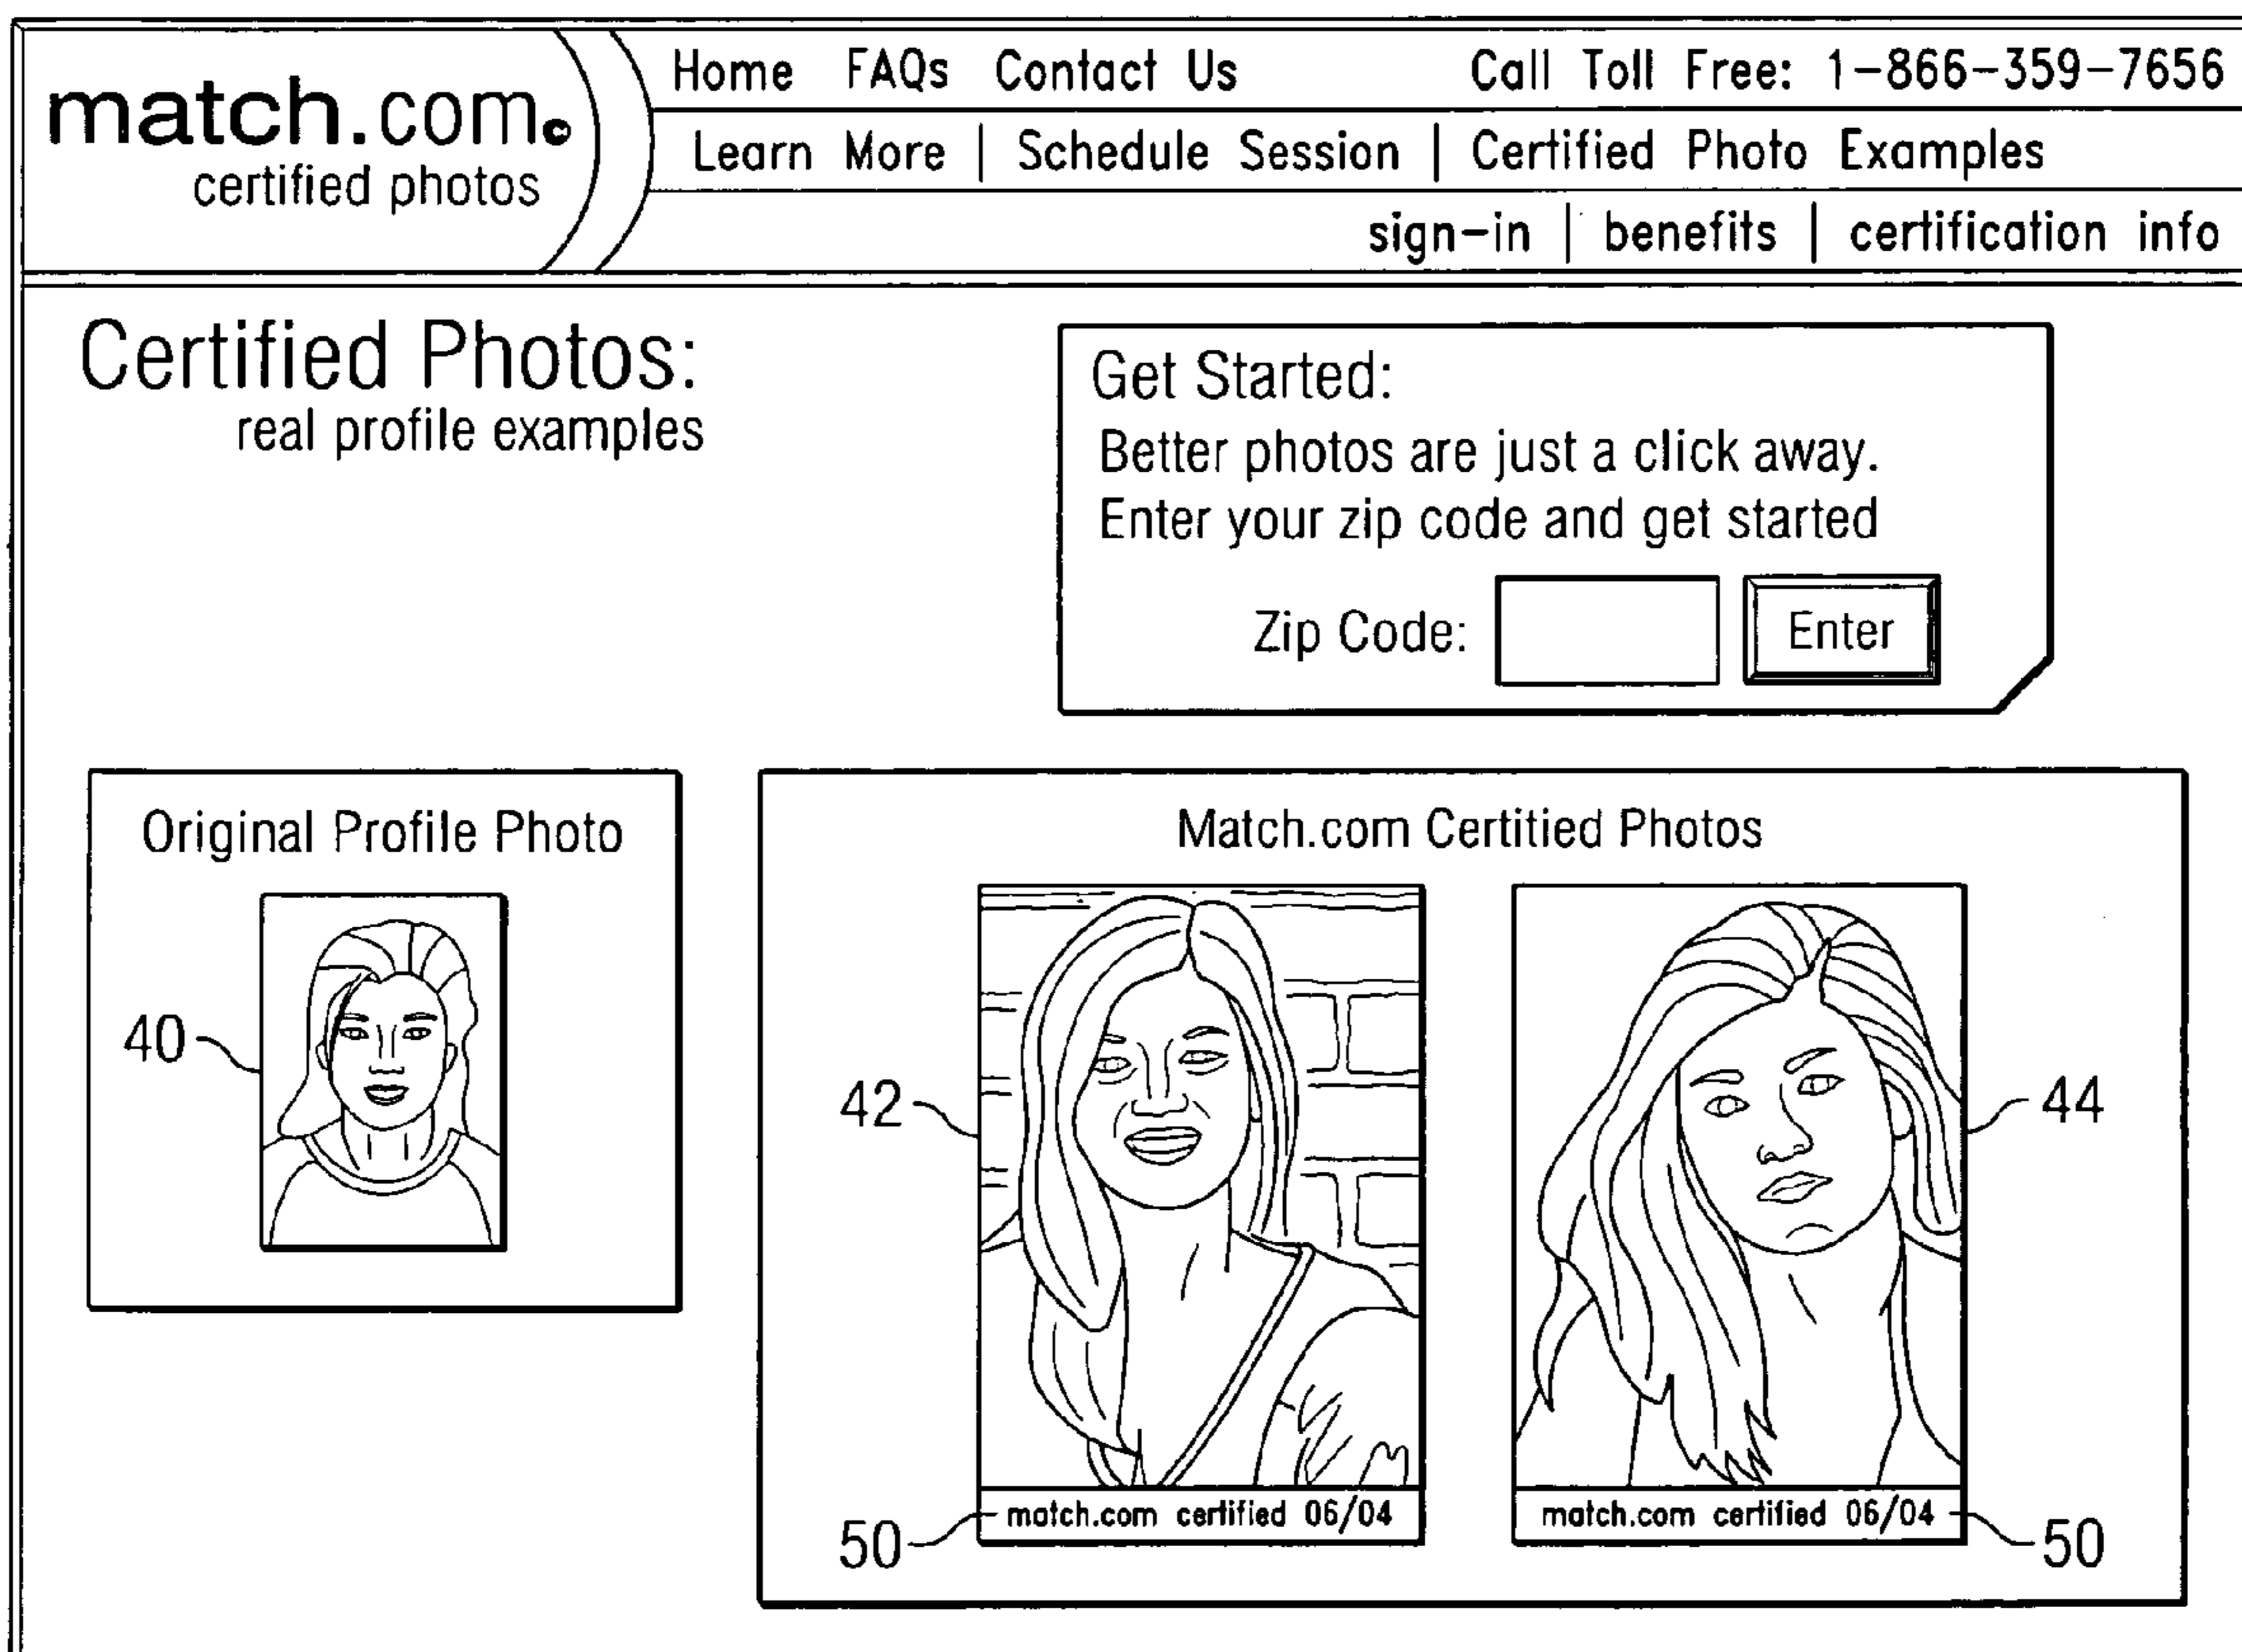 match.com©
certified photos
Home FAQs Contact Us Call Toll Free: 1-866-359-7656
Learn More | Schedule Session | Certified Photo Examples
sign-in | benefits | certification info
Certified Photos:
real profile examples
Get Started:
Better photos are just a click away.
Enter your zip code and get started
Zip Code: Enter
Original Profile Photo
40
Match.com Certitied Photos
42
44
match.com certified 06/04
50
match.com certified 06/04
50